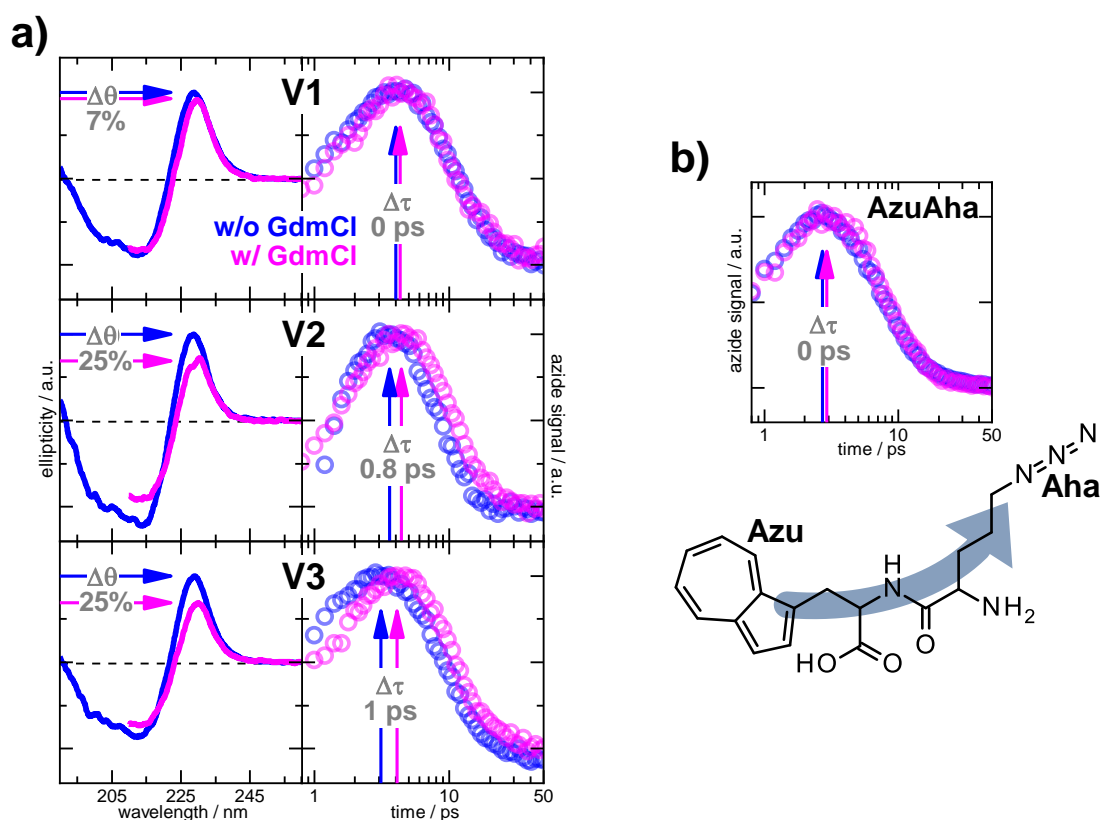 a)
Δθ
7%
V1
w/o GdmCl
w/ GdmCl
Δτ
0 ps
Δθ
25%
V2
Δτ
0.8 ps
ellipticity / a.u.
azide signal / a.u.
Δθ
25%
V3
Δτ
1 ps
205 225 245
wavelength / nm
1 10 50
time / ps
b)
AzuAha
azide signal / a.u.
Δτ
0 ps
1 10 50
time / ps
N
N
N
Aha
Azu
H
N
NH2
O
HO
O